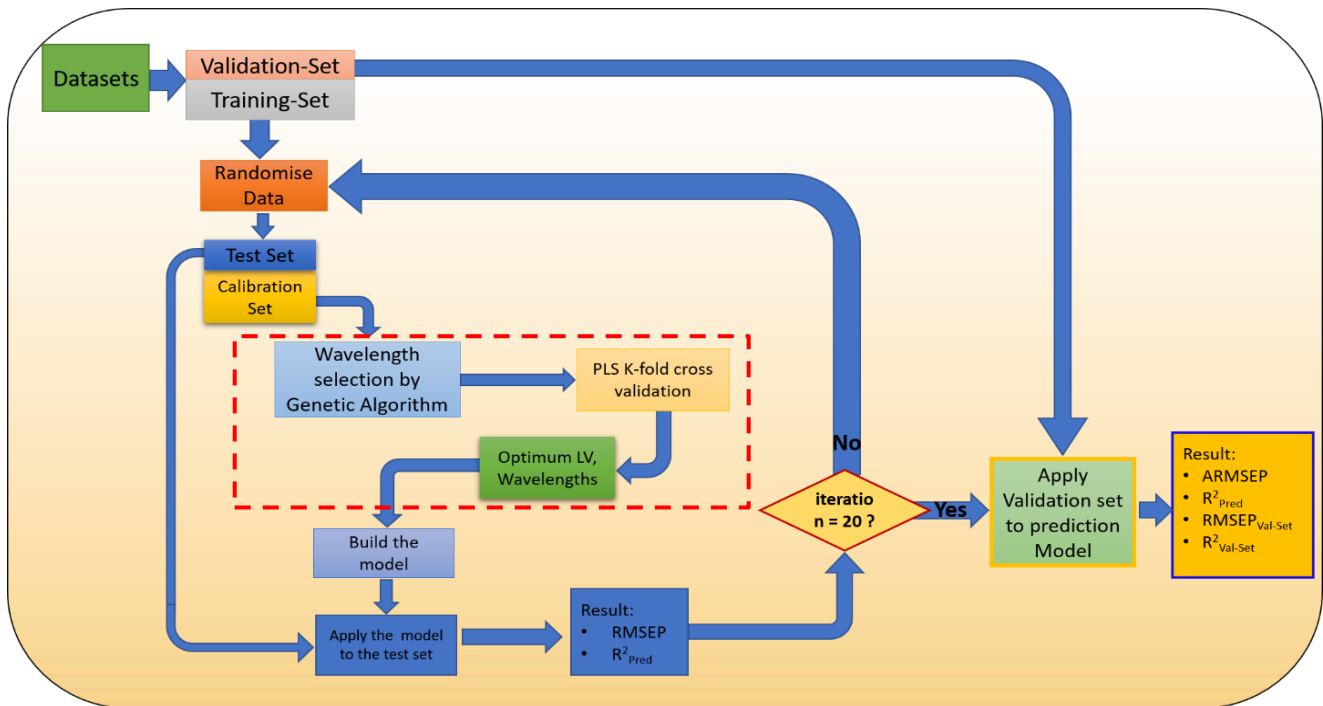 Datasets
Validation-Set
Training-Set
Randomise
Data
Test Set
Calibration
Set
Wavelength
selection by
Genetic Algorithm
PLS K-fold cross
validation
Optimum LV,
Wavelengths
Build the
model
Apply the model
to the test set
Result:
• RMSEP
• R²Pred
No
iteratio
n = 20 ?
Yes
Apply
Validation set
to prediction
Model
Result:
• ARMSEP
• R²Pred
• RMSEPVal-Set
• R²Val-Set